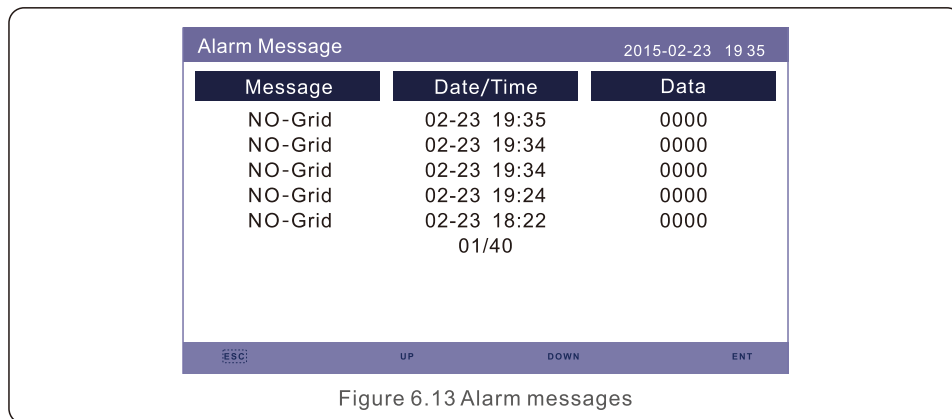 Alarm Message 2015-02-23 19 35
Message Date/Time Data
NO-Grid 02-23 19:35 0000
NO-Grid 02-23 19:34 0000
NO-Grid 02-23 19:34 0000
NO-Grid 02-23 19:24 0000
NO-Grid 02-23 18:22 0000
01/40
ESC UP DOWN ENT
Figure 6.13 Alarm messages